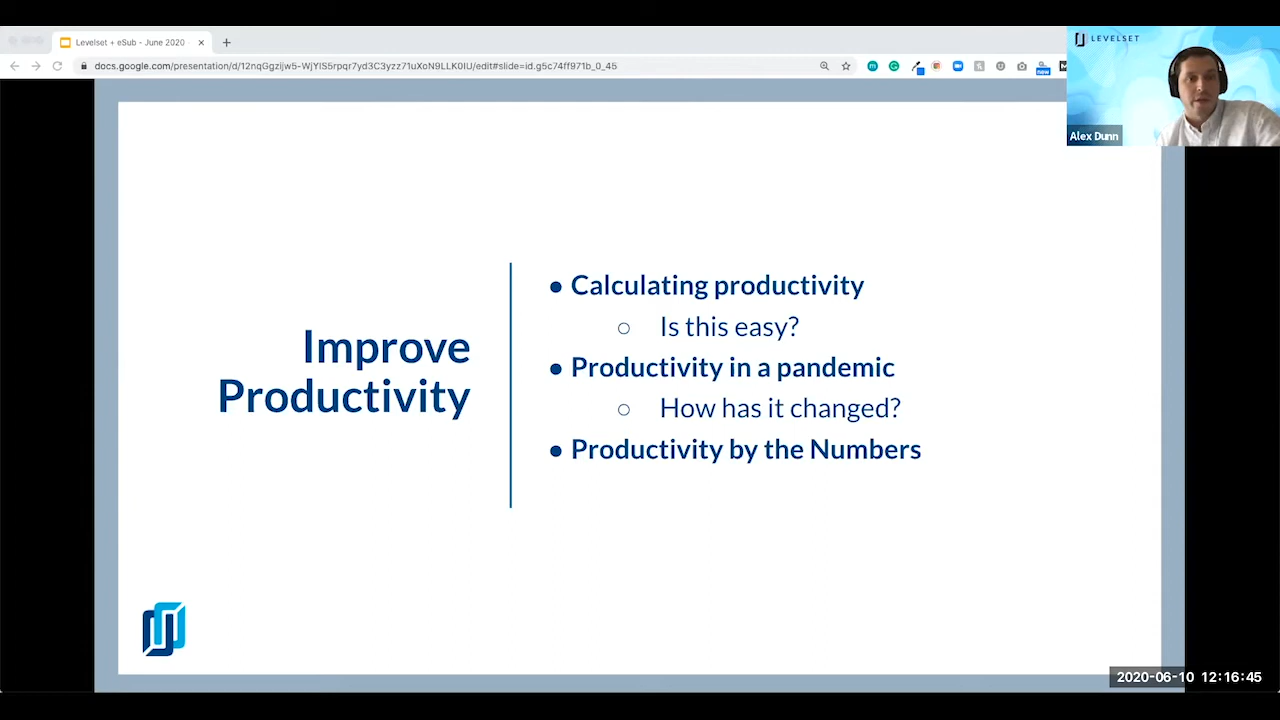 Levelset + eSub - June 2020
docs.google.com/presentation/d/12nqGgzijw5-WjYlS5rpqr7yd3C3yzz71uXoN9LLK0IU/edit#slide=id.g5c74ff971b_0_45
new
LEVELSET
Alex Dunn
Improve
Productivity
● Calculating productivity
○ Is this easy?
● Productivity in a pandemic
○ How has it changed?
● Productivity by the Numbers
2020-06-10 12:16:45